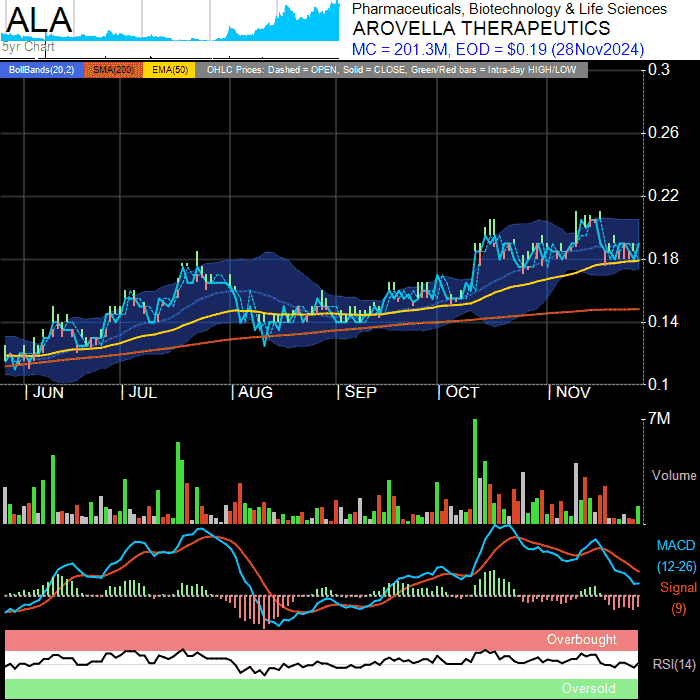 ALA
5yr Chart
Pharmaceuticals, Biotechnology & Life Sciences
AROVELLA THERAPEUTICS
MC = 201.3M, EOD = $0.19 (28Nov2024)
BollBands(20,2) SMA(200) EMA(50) OHLC Prices: Dashed = OPEN, Solid = CLOSE, Green/Red bars = Intra-day HIGH/LOW
0.3
0.26
0.22
0.18
0.14
0.1
JUN JUL AUG SEP OCT NOV
7M
Volume
MACD
(12-26)
Signal
(9)
Overbought
RSI(14)
Oversold